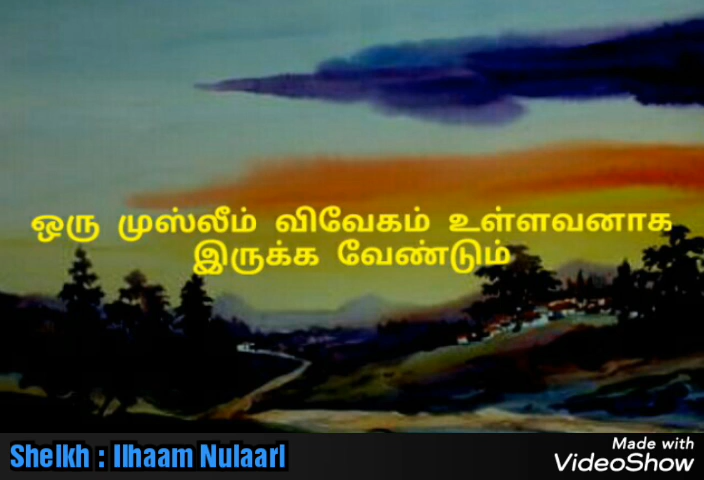 ஒரு முஸ்லீம் விவேகம் உள்ளவனாக
இருக்க வேண்டும்
Sheikh : Ilhaam Nulaari
Made with
VideoShow